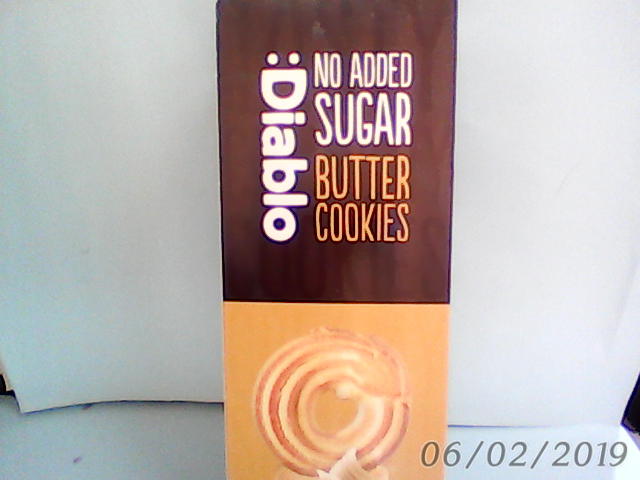 :Diablo
NO ADDED
SUGAR
BUTTER
COOKIES
06/02/2019